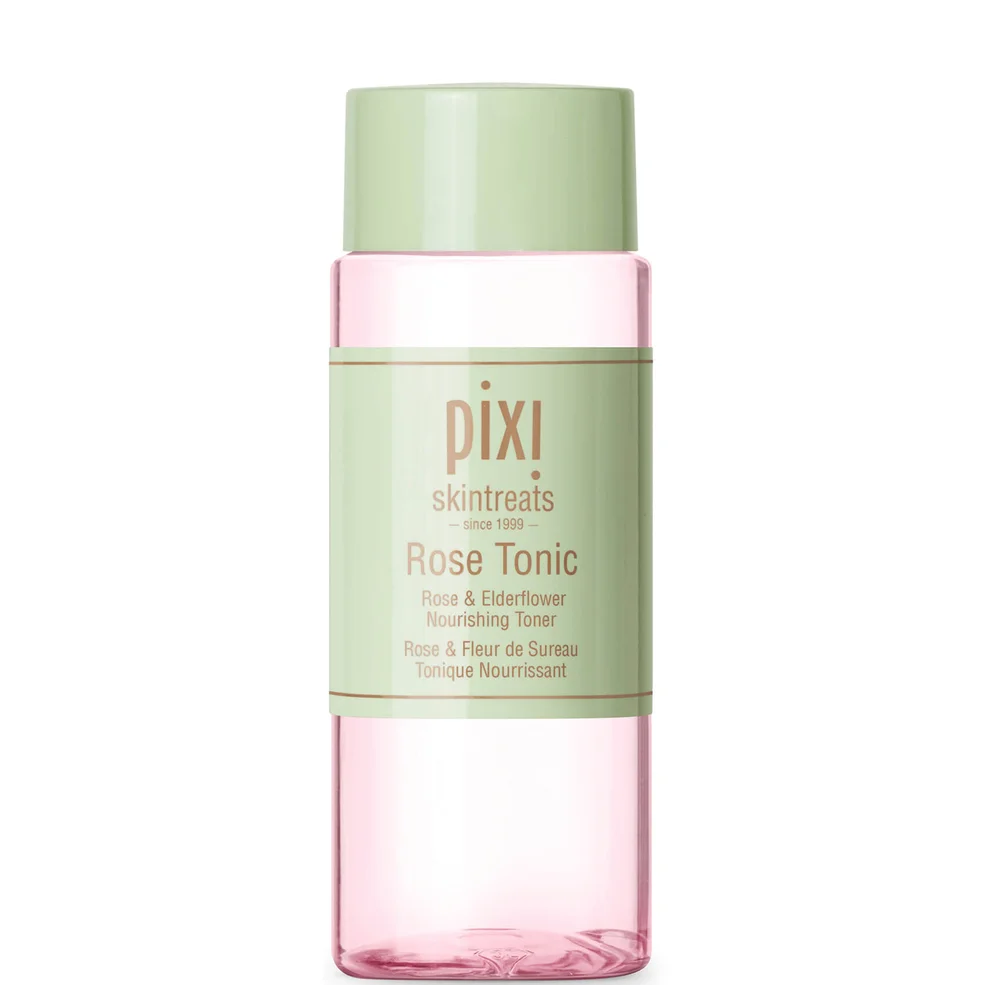 pixi
skintreats
– since 1999 –
Rose Tonic
Rose & Elderflower
Nourishing Toner
Rose & Fleur de Sureau
Tonique Nourrissant